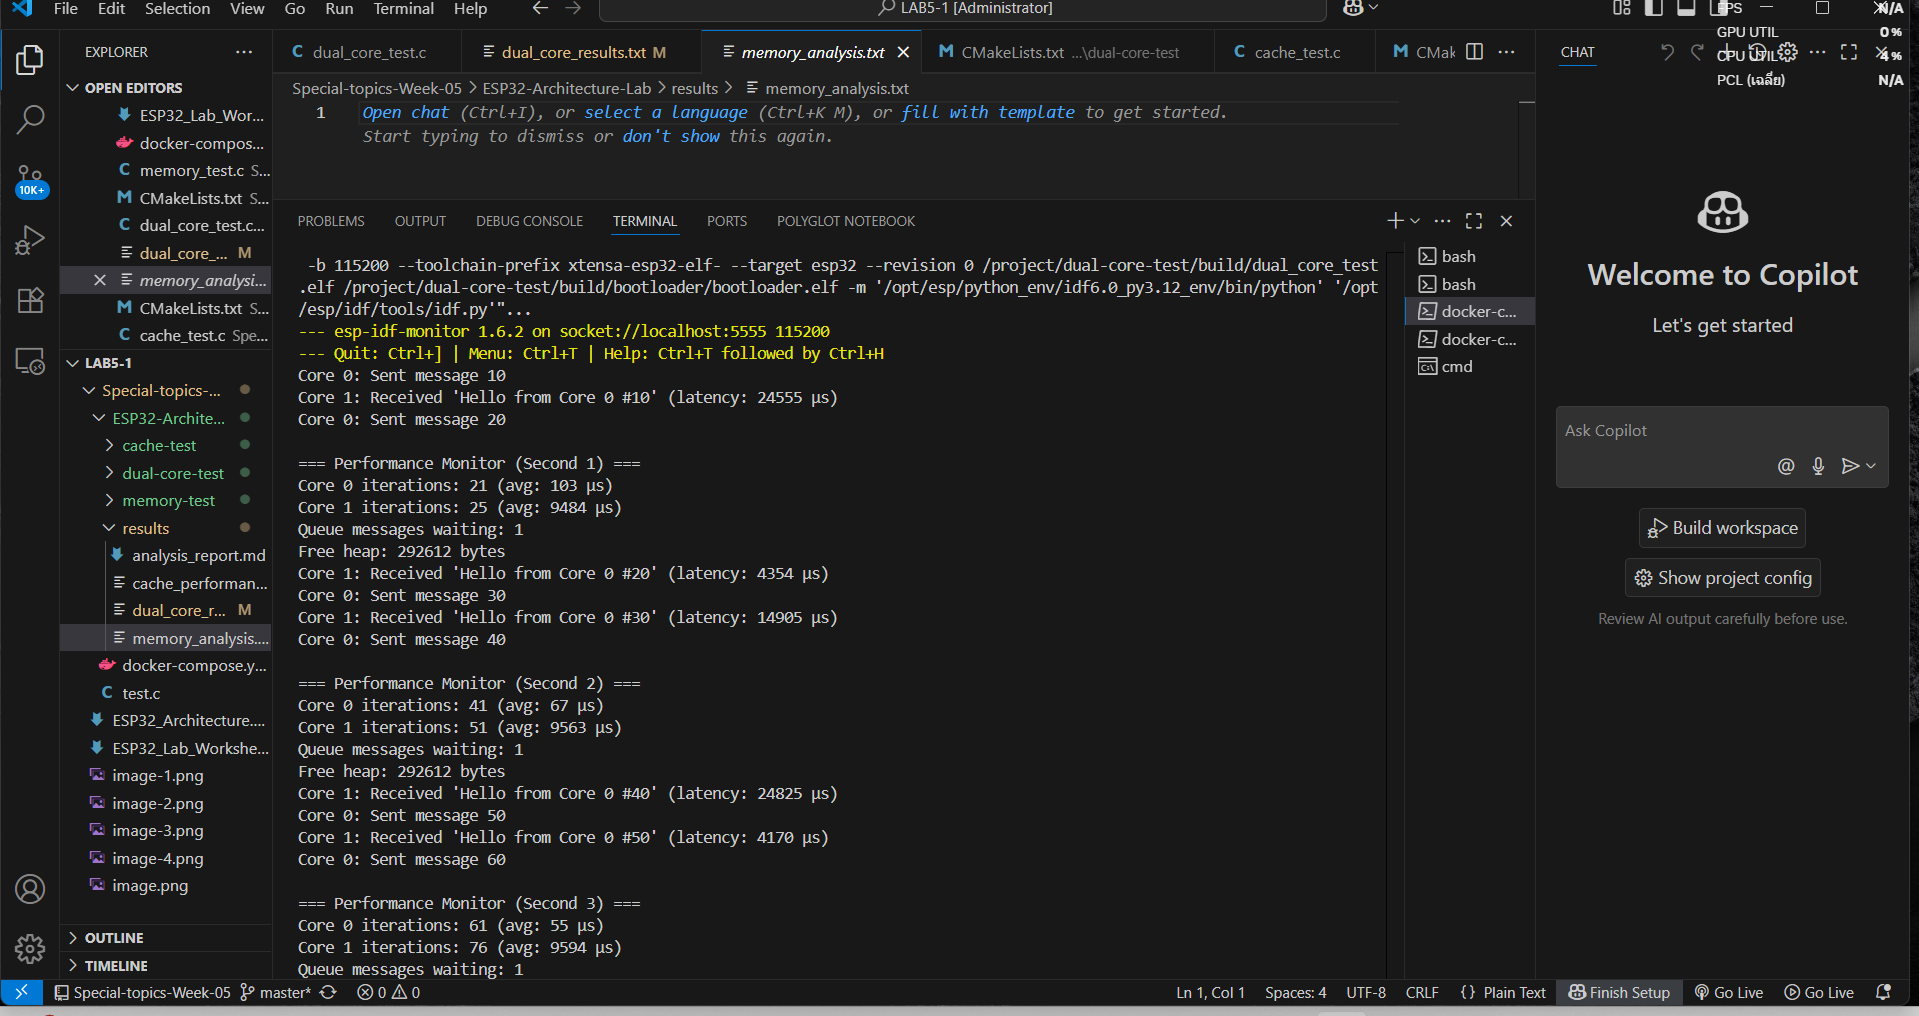 File Edit Selection View Go Run Terminal Help
LAB5-1 [Administrator]
FPS N/A
GPU UTIL 0%
CPU UTIL 4%
PCL (เฉลี่ย) N/A
EXPLORER
dual_core_test.c
dual_core_results.txt M
memory_analysis.txt
CMakeLists.txt ...\dual-core-test
cache_test.c
CMak
CHAT
OPEN EDITORS
ESP32_Lab_Wor...
docker-compos...
memory_test.c S...
CMakeLists.txt S...
dual_core_test.c...
dual_core_... M
memory_analysi...
CMakeLists.txt S...
cache_test.c Spe...
10K+
LAB5-1
Special-topics-...
ESP32-Archite...
cache-test
dual-core-test
memory-test
results
analysis_report.md
cache_performan...
dual_core_r... M
memory_analysis....
docker-compose.y...
test.c
ESP32_Architecture....
ESP32_Lab_Workshe...
image-1.png
image-2.png
image-3.png
image-4.png
image.png
OUTLINE
TIMELINE
Special-topics-Week-05 > ESP32-Architecture-Lab > results > memory_analysis.txt
1 Open chat (Ctrl+I), or select a language (Ctrl+K M), or fill with template to get started.
Start typing to dismiss or don't show this again.
PROBLEMS OUTPUT DEBUG CONSOLE TERMINAL PORTS POLYGLOT NOTEBOOK
-b 115200 --toolchain-prefix xtensa-esp32-elf- --target esp32 --revision 0 /project/dual-core-test/build/dual_core_test
.elf /project/dual-core-test/build/bootloader/bootloader.elf -m '/opt/esp/python_env/idf6.0_py3.12_env/bin/python' '/opt
/esp/idf/tools/idf.py'"...
--- esp-idf-monitor 1.6.2 on socket://localhost:5555 115200
--- Quit: Ctrl+] | Menu: Ctrl+T | Help: Ctrl+T followed by Ctrl+H
Core 0: Sent message 10
Core 1: Received 'Hello from Core 0 #10' (latency: 24555 μs)
Core 0: Sent message 20
=== Performance Monitor (Second 1) ===
Core 0 iterations: 21 (avg: 103 μs)
Core 1 iterations: 25 (avg: 9484 μs)
Queue messages waiting: 1
Free heap: 292612 bytes
Core 1: Received 'Hello from Core 0 #20' (latency: 4354 μs)
Core 0: Sent message 30
Core 1: Received 'Hello from Core 0 #30' (latency: 14905 μs)
Core 0: Sent message 40
=== Performance Monitor (Second 2) ===
Core 0 iterations: 41 (avg: 67 μs)
Core 1 iterations: 51 (avg: 9563 μs)
Queue messages waiting: 1
Free heap: 292612 bytes
Core 1: Received 'Hello from Core 0 #40' (latency: 24825 μs)
Core 0: Sent message 50
Core 1: Received 'Hello from Core 0 #50' (latency: 4170 μs)
Core 0: Sent message 60
=== Performance Monitor (Second 3) ===
Core 0 iterations: 61 (avg: 55 μs)
Core 1 iterations: 76 (avg: 9594 μs)
Queue messages waiting: 1
bash
bash
docker-c...
docker-c...
cmd
Welcome to Copilot
Let's get started
Ask Copilot
Build workspace
Show project config
Review AI output carefully before use.
Special-topics-Week-05 master* 0 0 Ln 1, Col 1 Spaces: 4 UTF-8 CRLF {} Plain Text Finish Setup Go Live Go Live